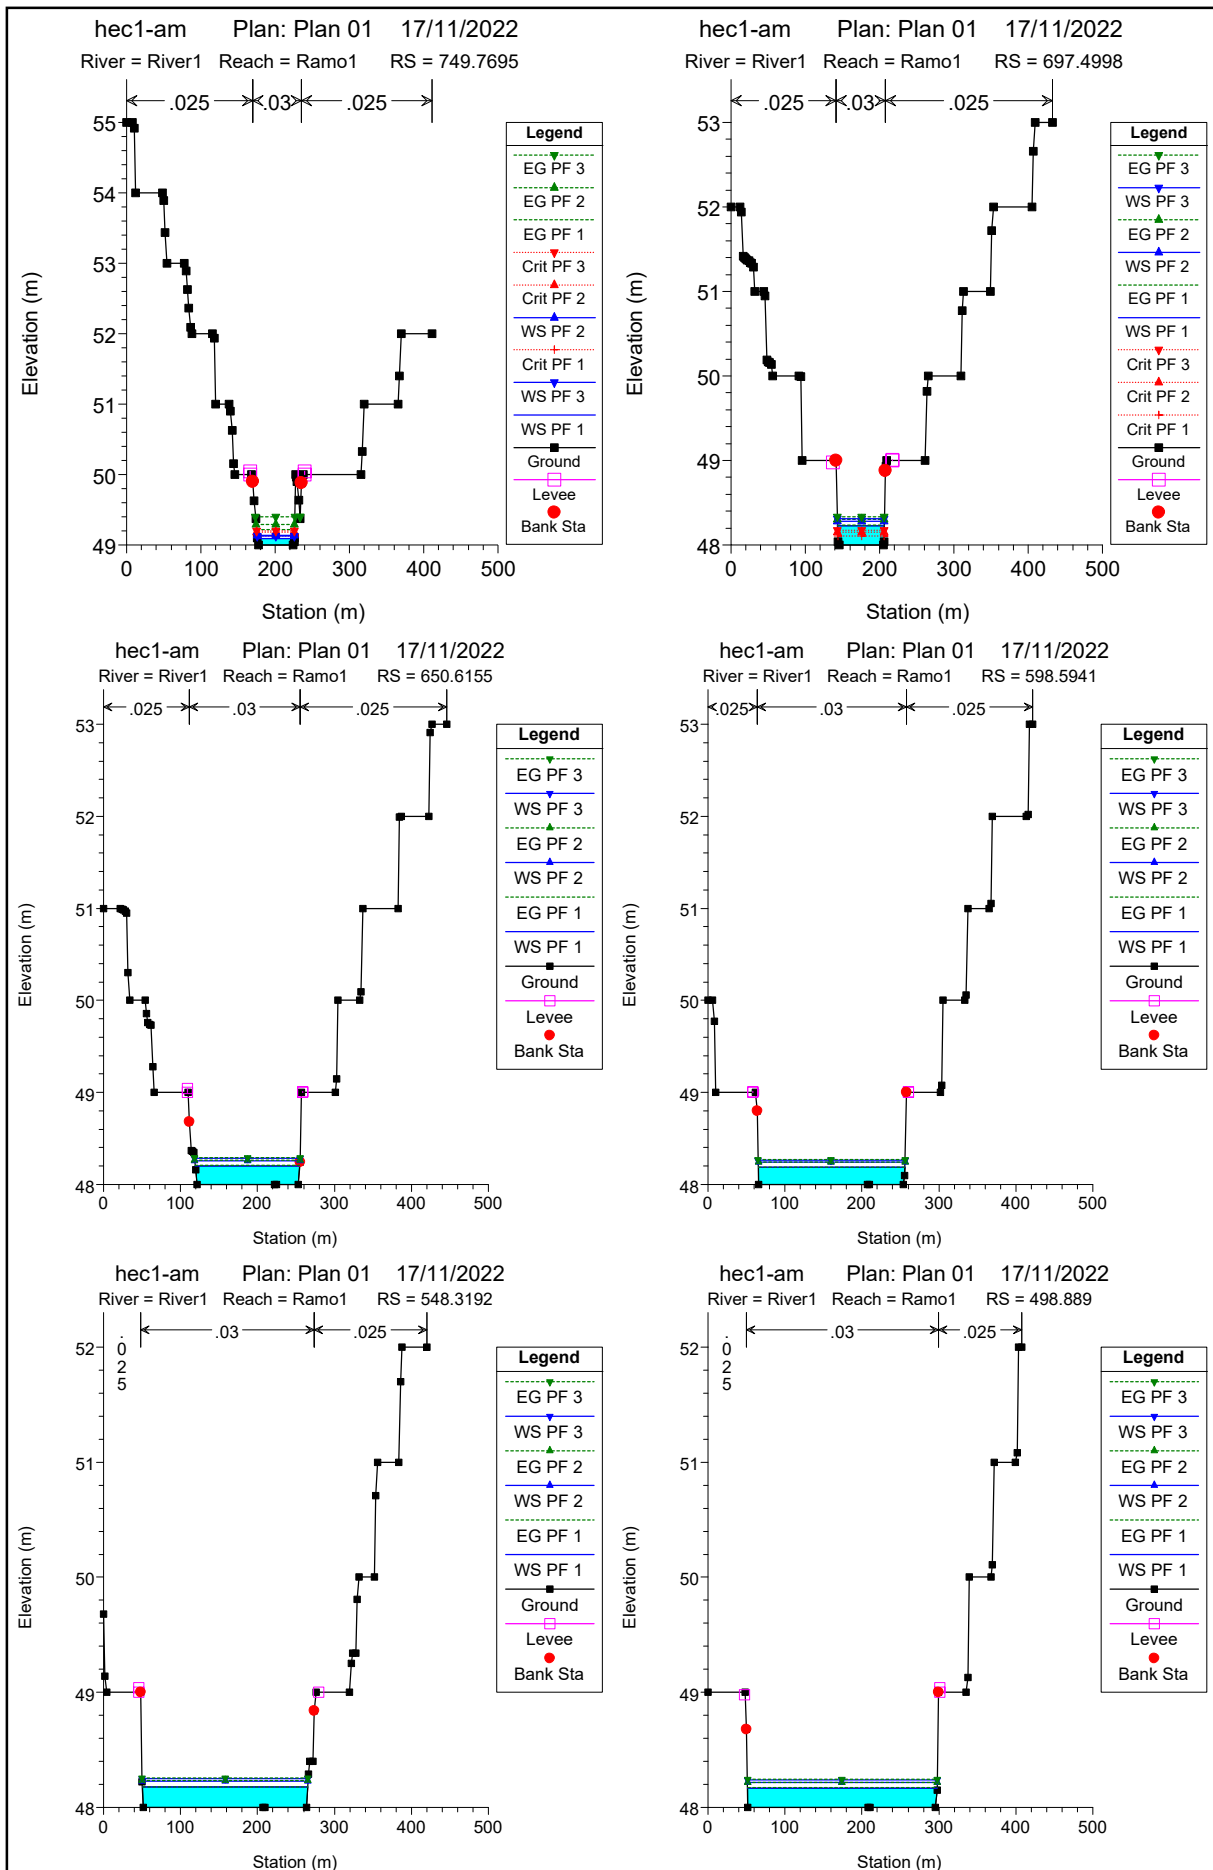 hec1-am Plan: Plan 01 17/11/2022
River = River1 Reach = Ramo1 RS = 749.7695
.025 .03 .025
55
54
53
52
51
50
49
Elevation (m)
0 100 200 300 400 500
Station (m)
Legend
EG PF 3
EG PF 2
EG PF 1
Crit PF 3
Crit PF 2
WS PF 2
Crit PF 1
WS PF 3
WS PF 1
Ground
Levee
Bank Sta
hec1-am Plan: Plan 01 17/11/2022
River = River1 Reach = Ramo1 RS = 697.4998
.025 .03 .025
53
52
51
50
49
48
Elevation (m)
0 100 200 300 400 500
Station (m)
Legend
EG PF 3
WS PF 3
EG PF 2
WS PF 2
EG PF 1
WS PF 1
Crit PF 3
Crit PF 2
Crit PF 1
Ground
Levee
Bank Sta
hec1-am Plan: Plan 01 17/11/2022
River = River1 Reach = Ramo1 RS = 650.6155
.025 .03 .025
53
52
51
50
49
48
Elevation (m)
0 100 200 300 400 500
Station (m)
Legend
EG PF 3
WS PF 3
EG PF 2
WS PF 2
EG PF 1
WS PF 1
Ground
Levee
Bank Sta
hec1-am Plan: Plan 01 17/11/2022
River = River1 Reach = Ramo1 RS = 598.5941
.025 .03 .025
53
52
51
50
49
48
Elevation (m)
0 100 200 300 400 500
Station (m)
Legend
EG PF 3
WS PF 3
EG PF 2
WS PF 2
EG PF 1
WS PF 1
Ground
Levee
Bank Sta
hec1-am Plan: Plan 01 17/11/2022
River = River1 Reach = Ramo1 RS = 548.3192
.025 .03 .025
52
51
50
49
48
Elevation (m)
0 100 200 300 400 500
Station (m)
Legend
EG PF 3
WS PF 3
EG PF 2
WS PF 2
EG PF 1
WS PF 1
Ground
Levee
Bank Sta
hec1-am Plan: Plan 01 17/11/2022
River = River1 Reach = Ramo1 RS = 498.889
.025 .03 .025
52
51
50
49
48
Elevation (m)
0 100 200 300 400 500
Station (m)
Legend
EG PF 3
WS PF 3
EG PF 2
WS PF 2
EG PF 1
WS PF 1
Ground
Levee
Bank Sta